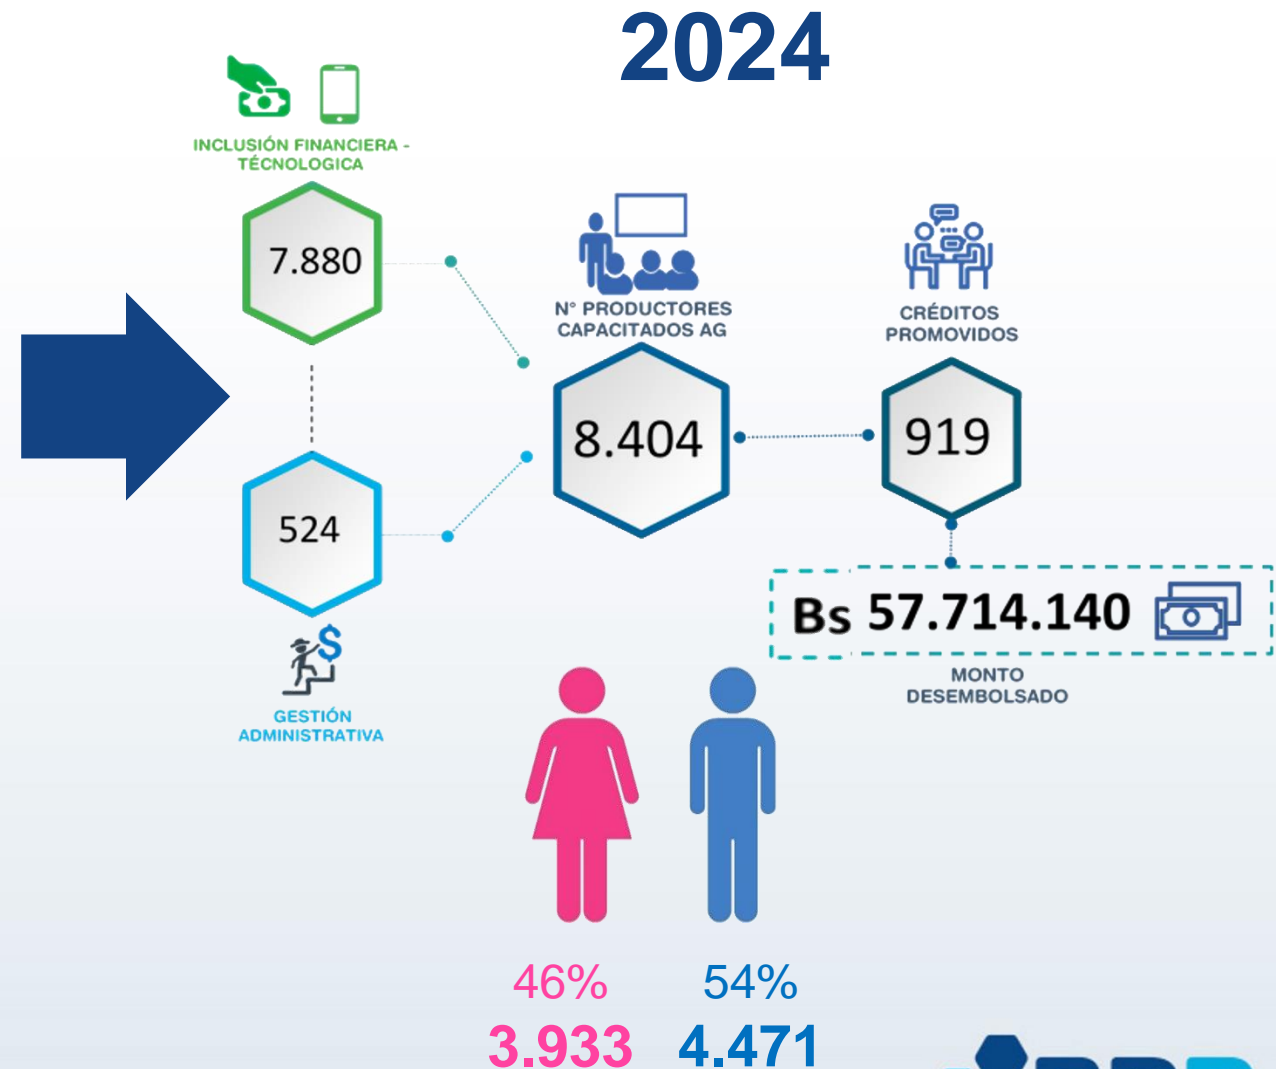 2024
INCLUSIÓN FINANCIERA -
TÉCNOLOGICA
7.880
524
GESTIÓN
ADMINISTRATIVA
N° PRODUCTORES
CAPACITADOS AG
8.404
CRÉDITOS
PROMOVIDOS
919
Bs 57.714.140
MONTO
DESEMBOLSADO
46%
54%
3.933
4.471